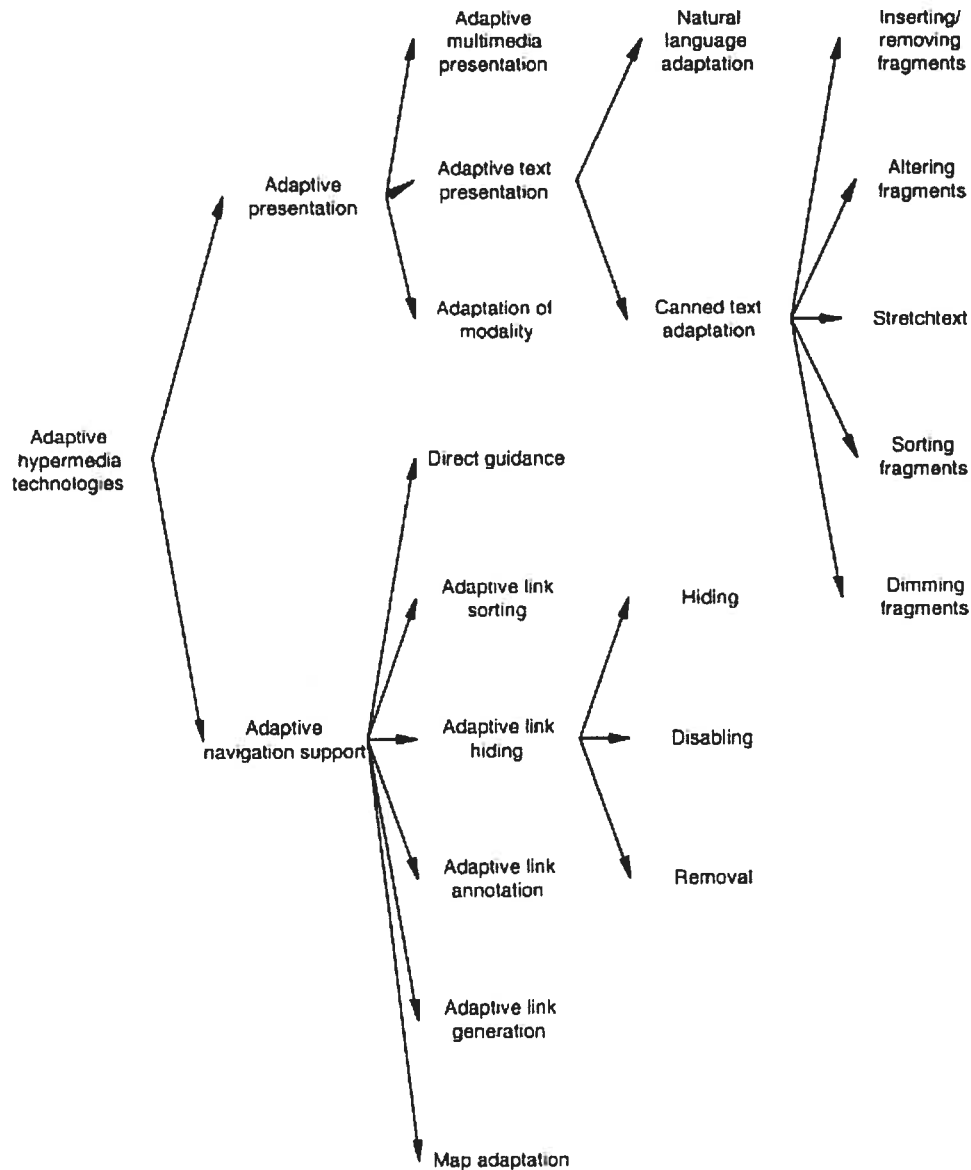 Adaptive
multimedia
presentation
Natural
language
adaptation
Inserting/
removing
fragments
Adaptive
presentation
Adaptive text
presentation
Altering
fragments
Adaptation of
modality
Canned text
adaptation
Stretchtext
Adaptive
hypermedia
technologies
Direct guidance
Sorting
fragments
Adaptive link
sorting
Hiding
Dimming
fragments
Adaptive
navigation support
Adaptive link
hiding
Disabling
Adaptive link
annotation
Removal
Adaptive link
generation
Map adaptation